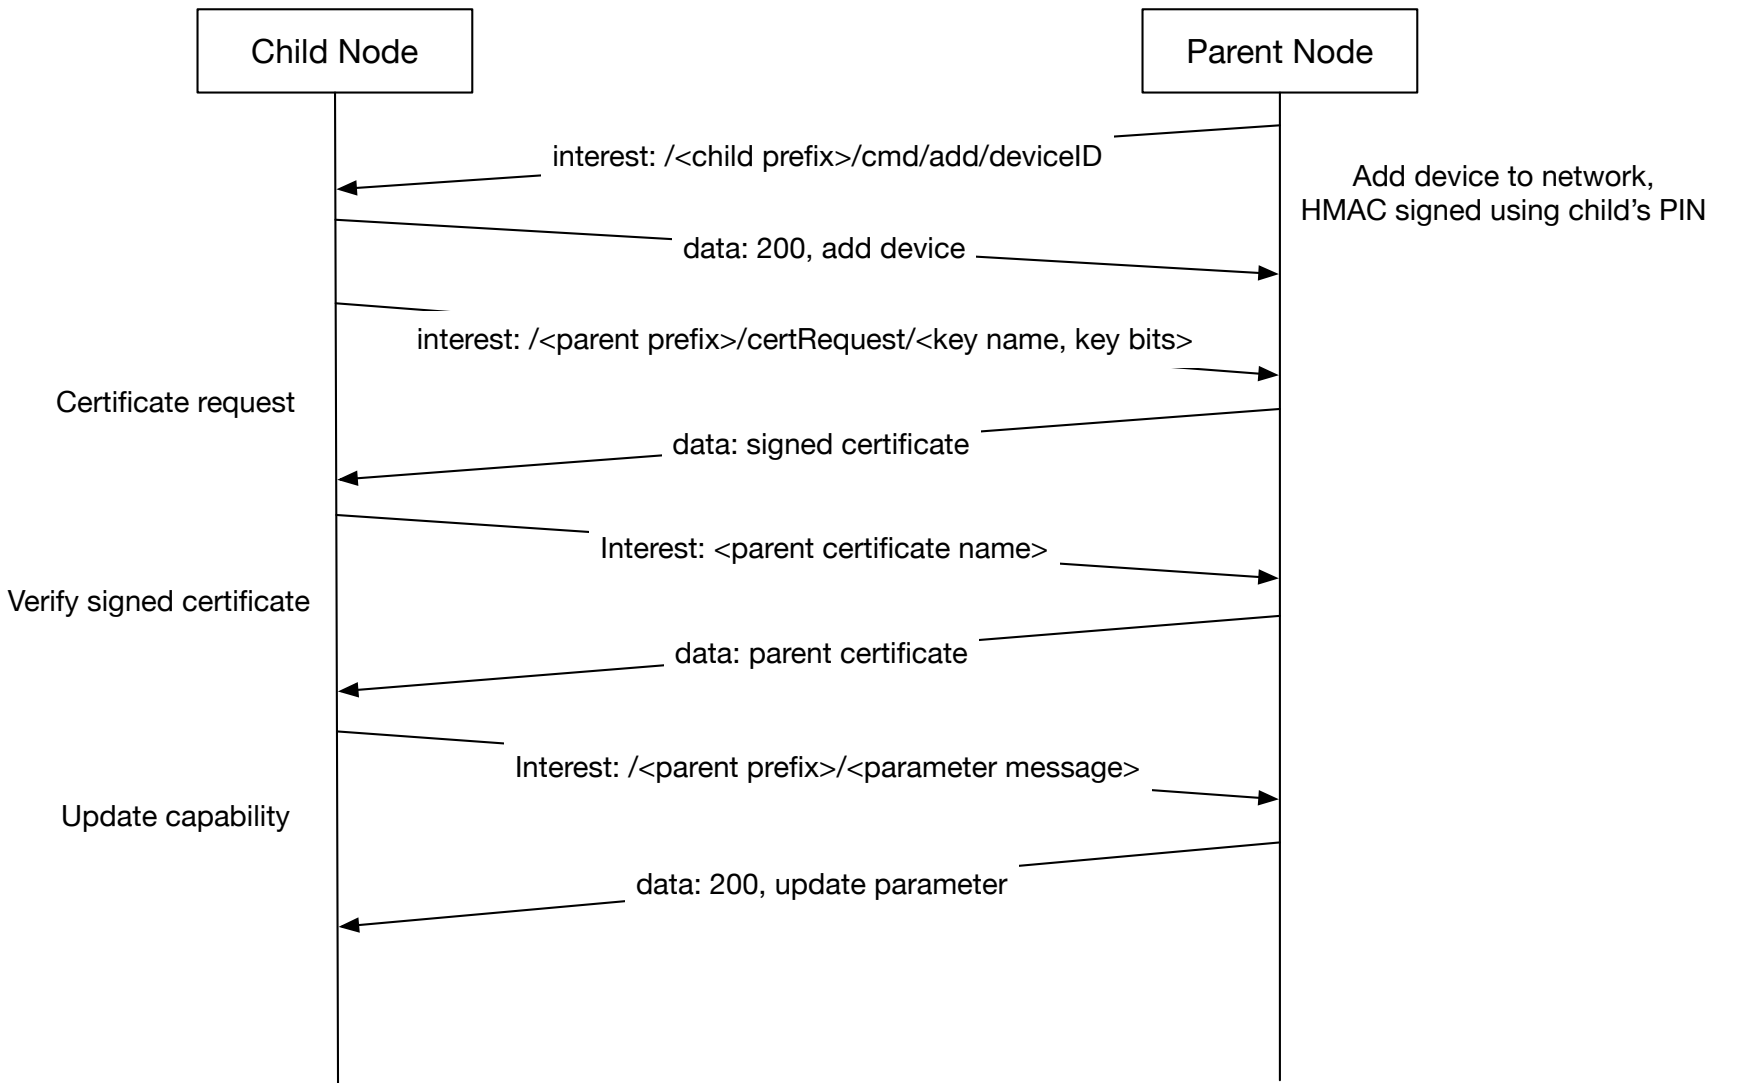 Child Node
Parent Node
interest: /<child prefix>/cmd/add/deviceID
Add device to network,
HMAC signed using child’s PIN
data: 200, add device
interest: /<parent prefix>/certRequest/<key name, key bits>
Certificate request
data: signed certificate
Interest: <parent certificate name>
Verify signed certificate
data: parent certificate
Interest: /<parent prefix>/<parameter message>
Update capability
data: 200, update parameter